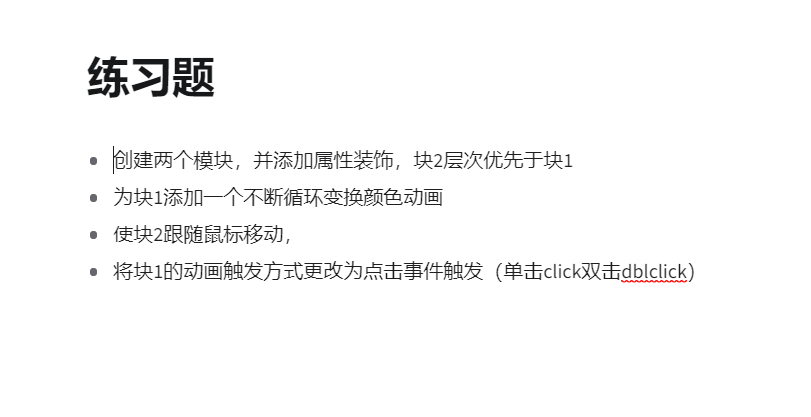 练习题
创建两个模块，并添加属性装饰，块2层次优先于块1
为块1添加一个不断循环变换颜色动画
使块2跟随鼠标移动，
将块1的动画触发方式更改为点击事件触发（单击click双击dblclick）